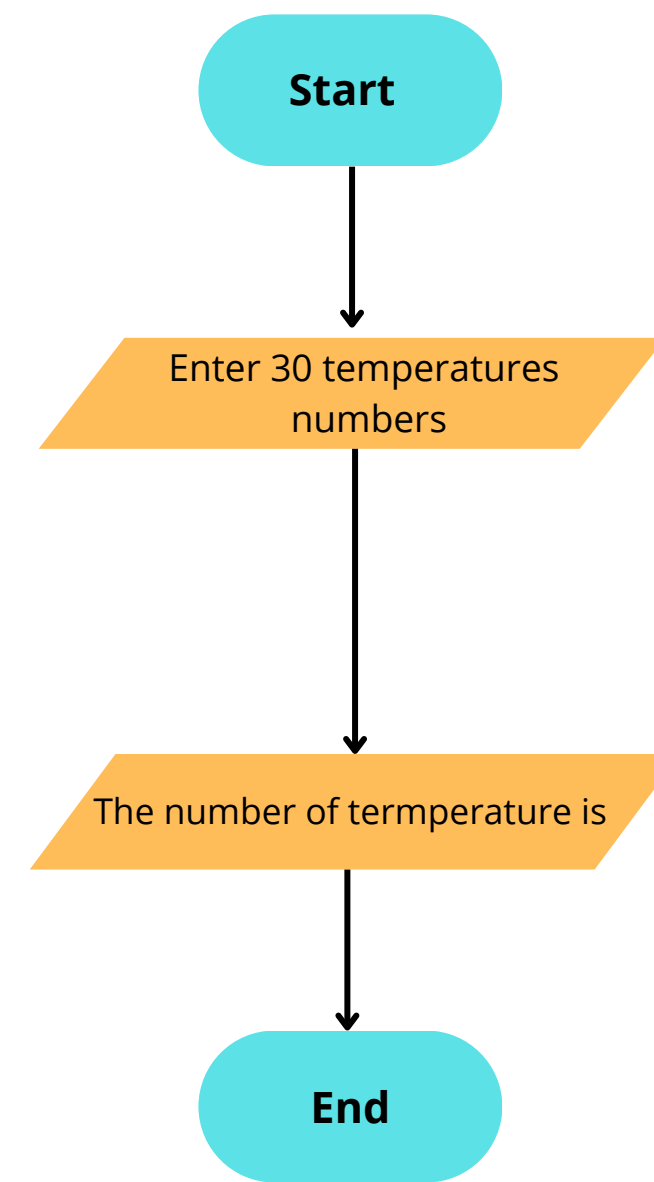 Start
Enter 30 temperatures
numbers
The number of termperature is
End